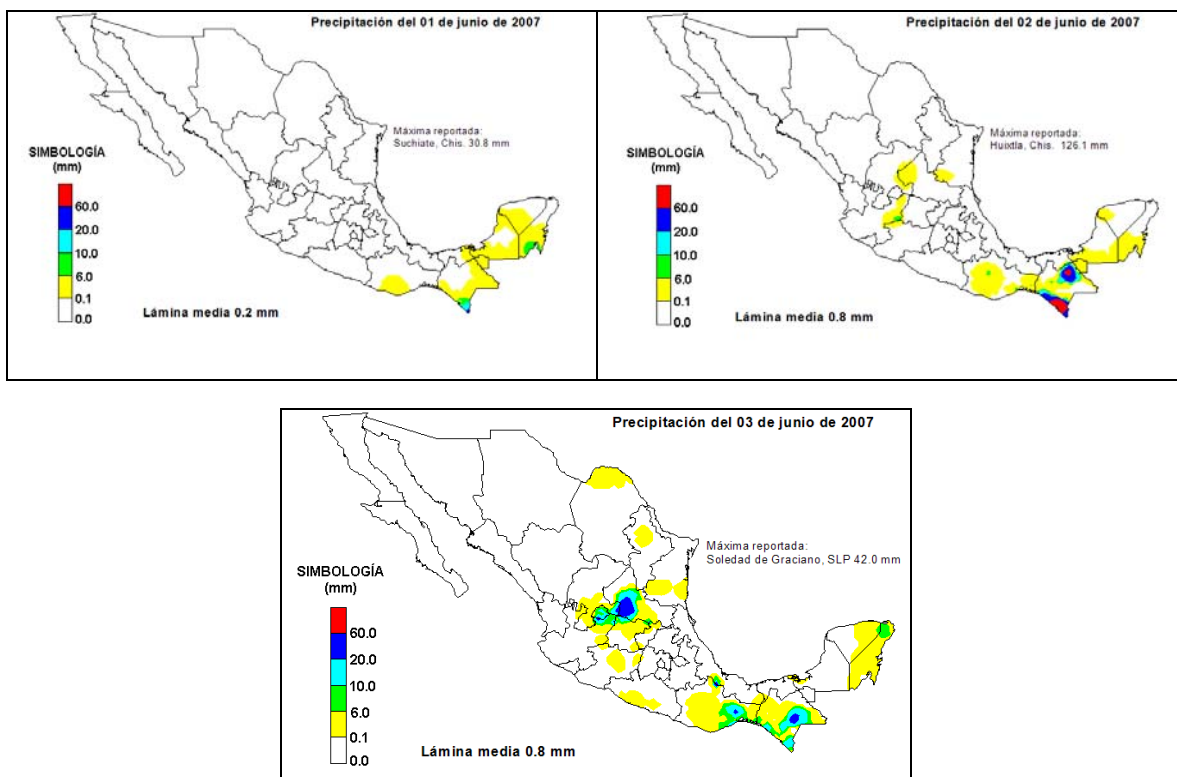 Precipitación del 01 de junio de 2007
Máxima reportada:
Suchiate, Chis. 30.8 mm
SIMBOLOGÍA
(mm)
60.0
20.0
10.0
6.0
0.1
0.0
Lámina media 0.2 mm
Precipitación del 02 de junio de 2007
Máxima reportada:
Huixtla, Chis. 126.1 mm
SIMBOLOGÍA
(mm)
60.0
20.0
10.0
6.0
0.1
0.0
Lámina media 0.8 mm
Precipitación del 03 de junio de 2007
Máxima reportada:
Soledad de Graciano, SLP 42.0 mm
SIMBOLOGÍA
(mm)
60.0
20.0
10.0
6.0
0.1
0.0
Lámina media 0.8 mm